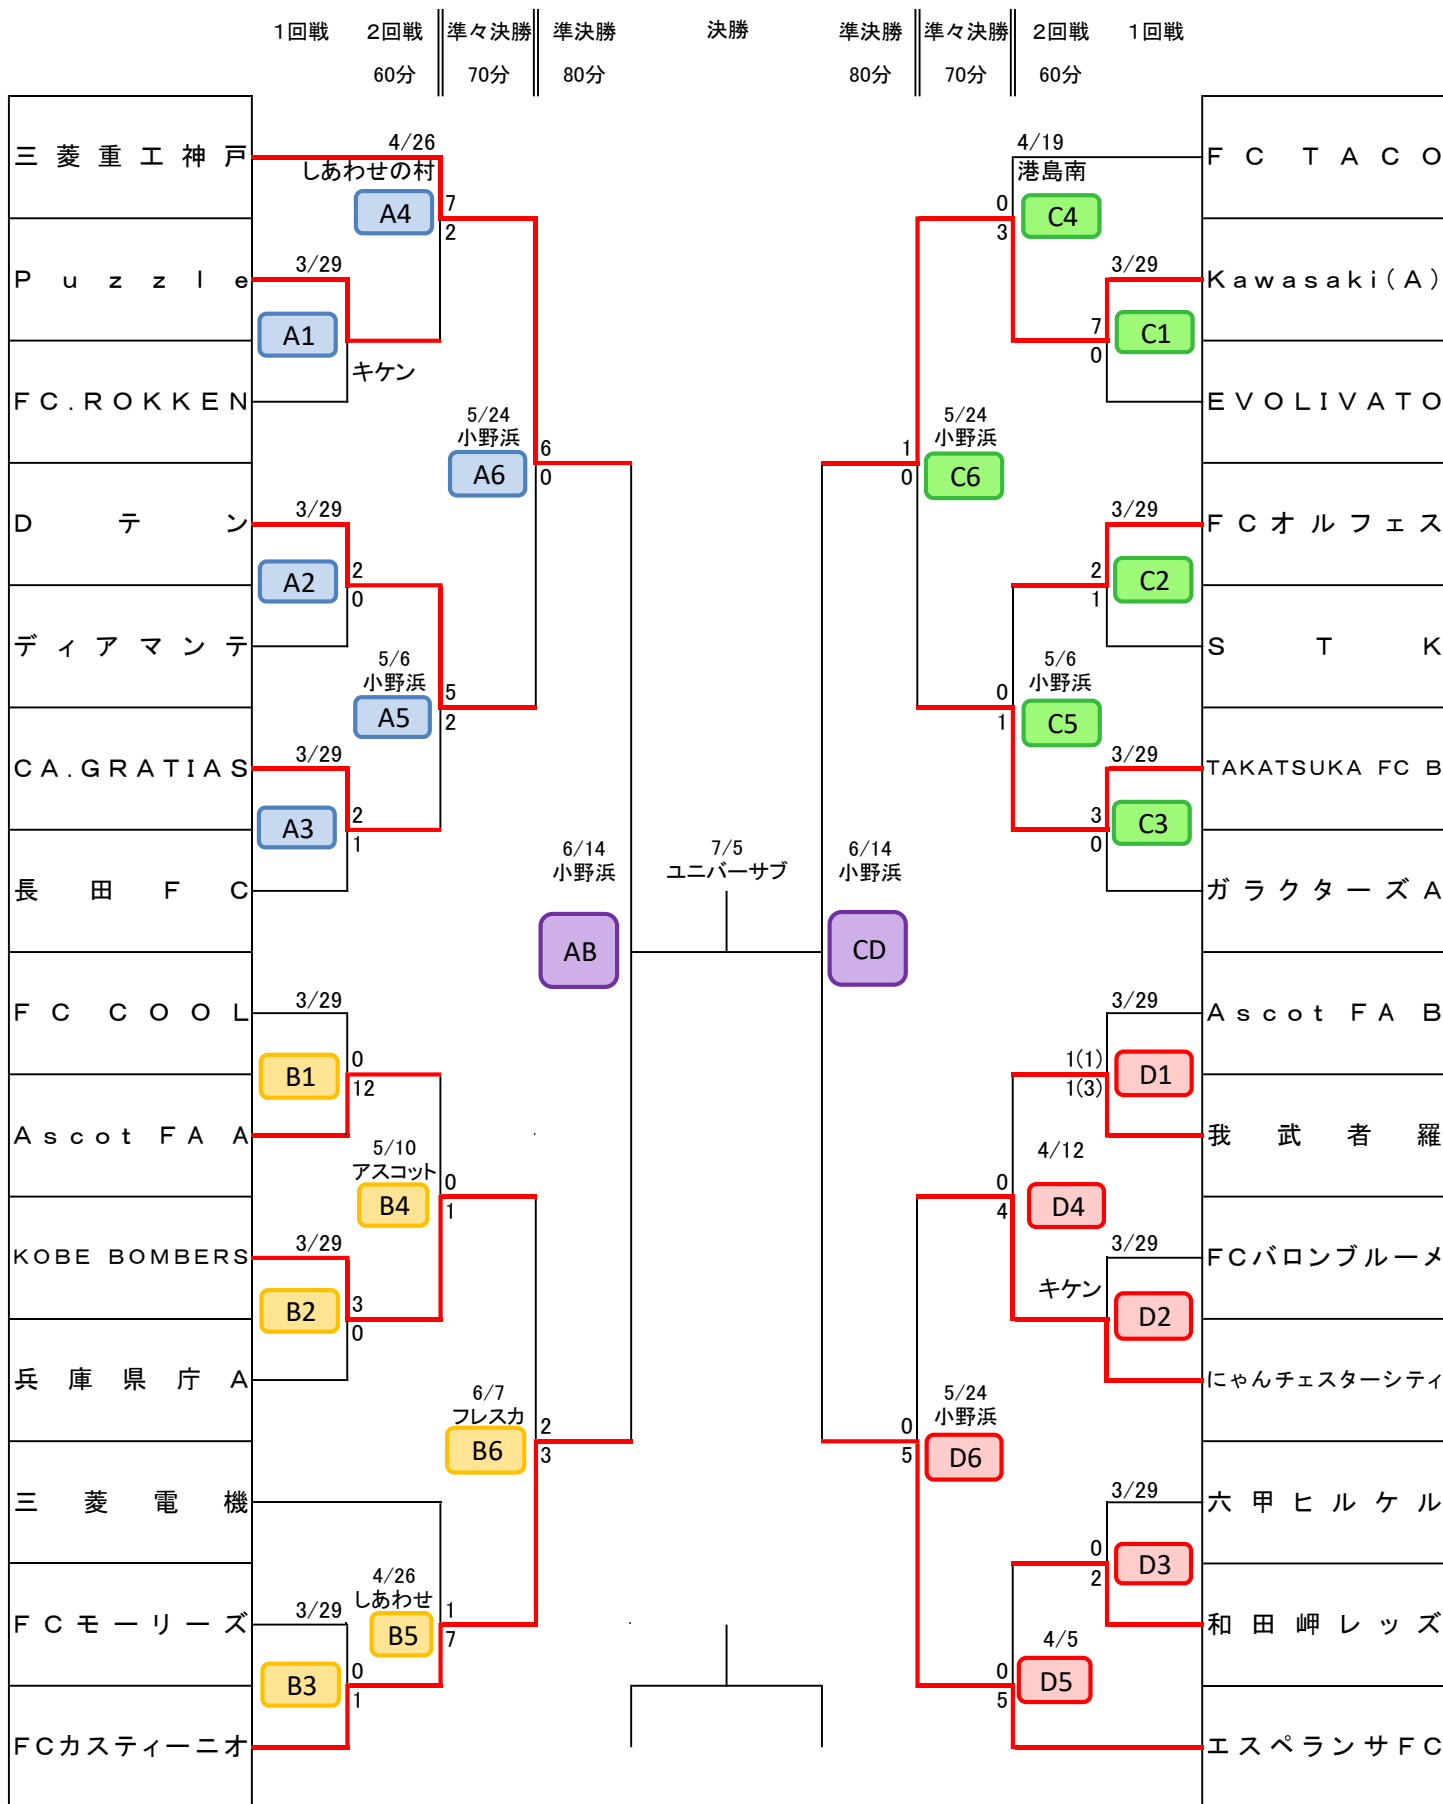 1回戦 2回戦 準々決勝 準決勝 決勝 準決勝 準々決勝 2回戦 1回戦
60分 70分 80分 80分 70分 60分
三菱重工神戸
4/26
しあわせの村
A4
7
2
Puzzle
3/29
A1
キケン
FC.ROKKEN
5/24
小野浜
A6
6
0
Dテン
3/29
A2
2
0
ディアマンテ
5/6
小野浜
A5
5
2
CA.GRATIAS
3/29
A3
2
1
長田FC
6/14
小野浜
AB
FC COOL
3/29
B1
0
12
Ascot FA A
5/10
アスコット
B4
0
1
KOBE BOMBERS
3/29
B2
3
0
兵庫県庁A
6/7
フレスカ
B6
2
3
三菱電機
4/26
しあわせ
B5
1
7
FCモーリーズ
3/29
B3
0
1
FCカスティーニオ
7/5
ユニバーサブ
4/19
港島南
FC TACO
0
3
C4
3/29
Kawasaki(A)
7
0
C1
EVOLIVATO
5/24
小野浜
1
0
C6
3/29
FCオルフェス
2
1
C2
STK
5/6
小野浜
0
1
C5
3/29
TAKATSUKA FC B
3
0
C3
ガラクターズA
6/14
小野浜
CD
3/29
Ascot FA B
1(1)
1(3)
D1
我武者羅
4/12
0
4
D4
3/29
FCバロンブルーメ
キケン
D2
にゃんチェスターシティ
5/24
小野浜
0
5
D6
3/29
六甲ヒルケル
0
2
D3
和田岬レッズ
4/5
0
5
D5
エスペランサFC